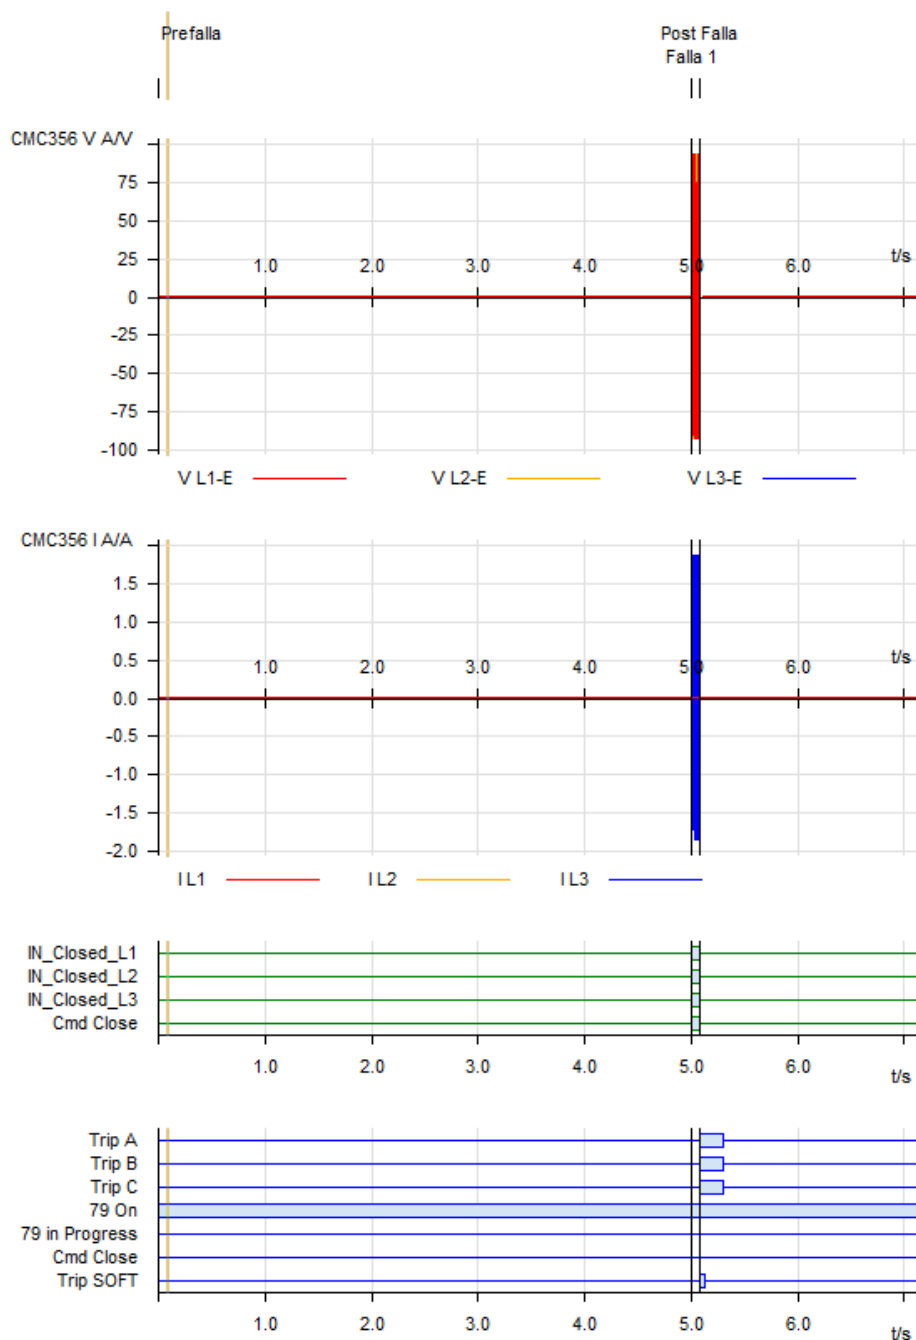 Prefalla
Post Falla
Falla 1
CMC356 V A/V
75
50
25
0
-25
-50
-75
-100
1.0 2.0 3.0 4.0 5.0 6.0 t/s
V L1-E V L2-E V L3-E
CMC356 I A/A
1.5
1.0
0.5
0.0
-0.5
-1.0
-1.5
-2.0
1.0 2.0 3.0 4.0 5.0 6.0 t/s
I L1 I L2 I L3
IN_Closed_L1
IN_Closed_L2
IN_Closed_L3
Cmd Close
1.0 2.0 3.0 4.0 5.0 6.0 t/s
Trip A
Trip B
Trip C
79 On
79 in Progress
Cmd Close
Trip SOFT
1.0 2.0 3.0 4.0 5.0 6.0 t/s